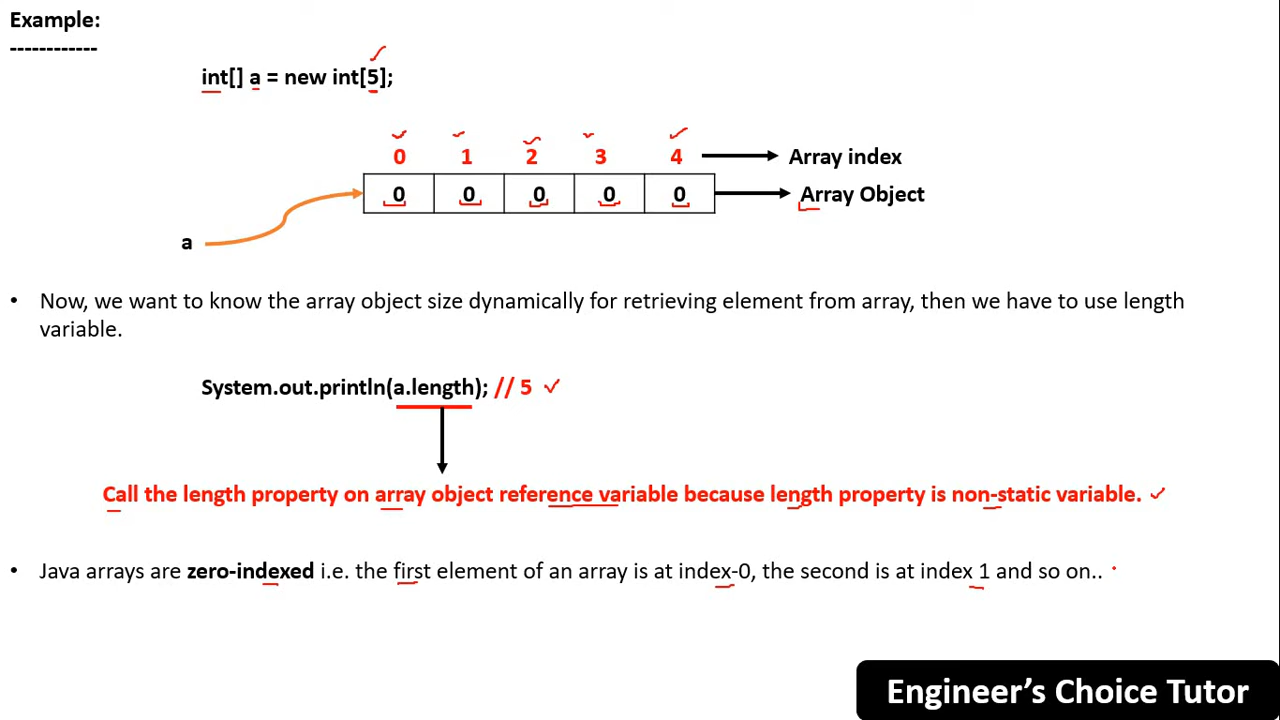 Example:
------------
int[] a = new int[5];
0 1 2 3 4 Array index
0 0 0 0 0 Array Object
a
• Now, we want to know the array object size dynamically for retrieving element from array, then we have to use length
variable.
System.out.println(a.length); // 5
Call the length property on array object reference variable because length property is non-static variable.
• Java arrays are zero-indexed i.e. the first element of an array is at index-0, the second is at index 1 and so on..
Engineer’s Choice Tutor